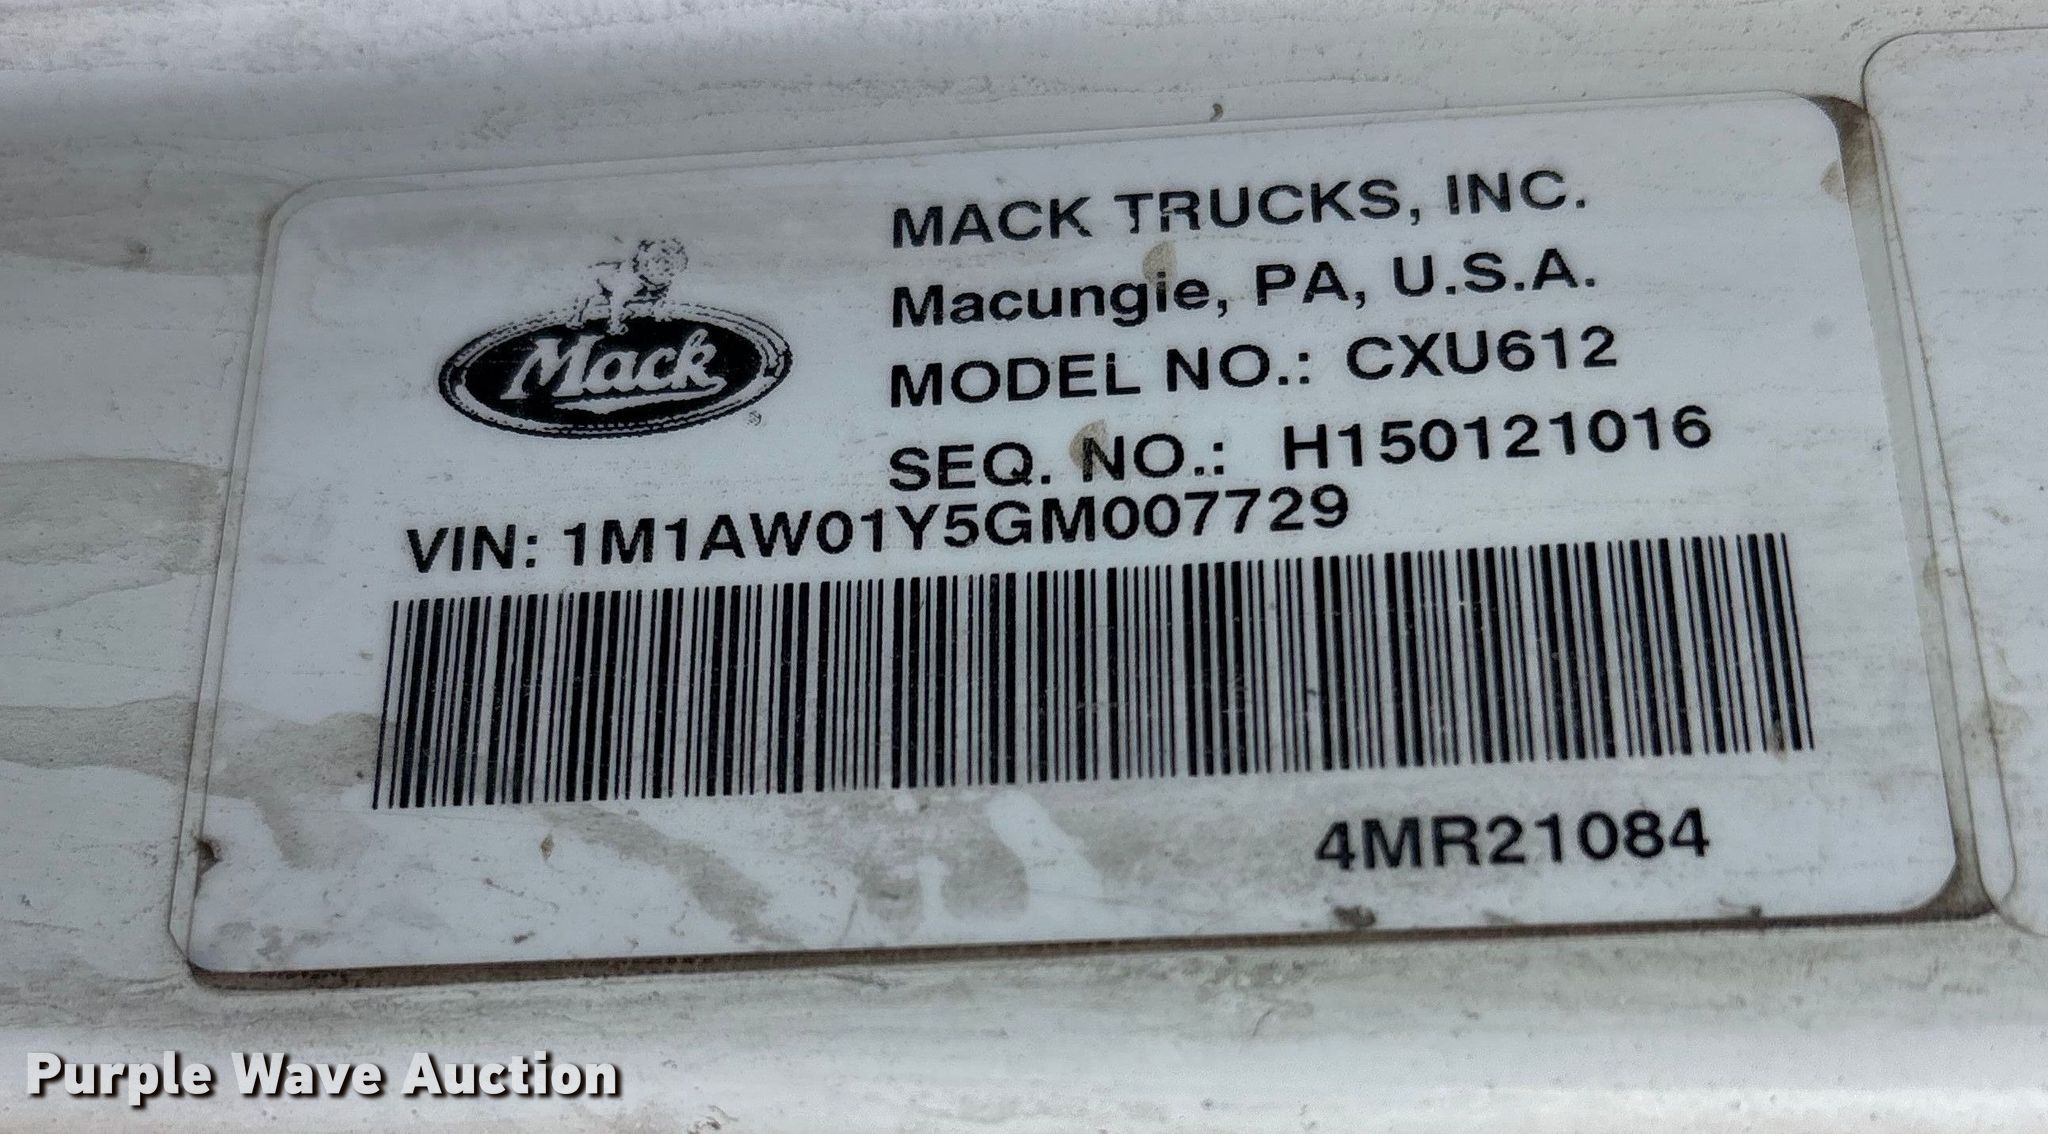 Mack
®
MACK TRUCKS, INC.
Macungie, PA, U.S.A.
MODEL NO.: CXU612
SEQ. NO.: H150121016
VIN: 1M1AW01Y5GM007729
4MR21084
Purple Wave Auction